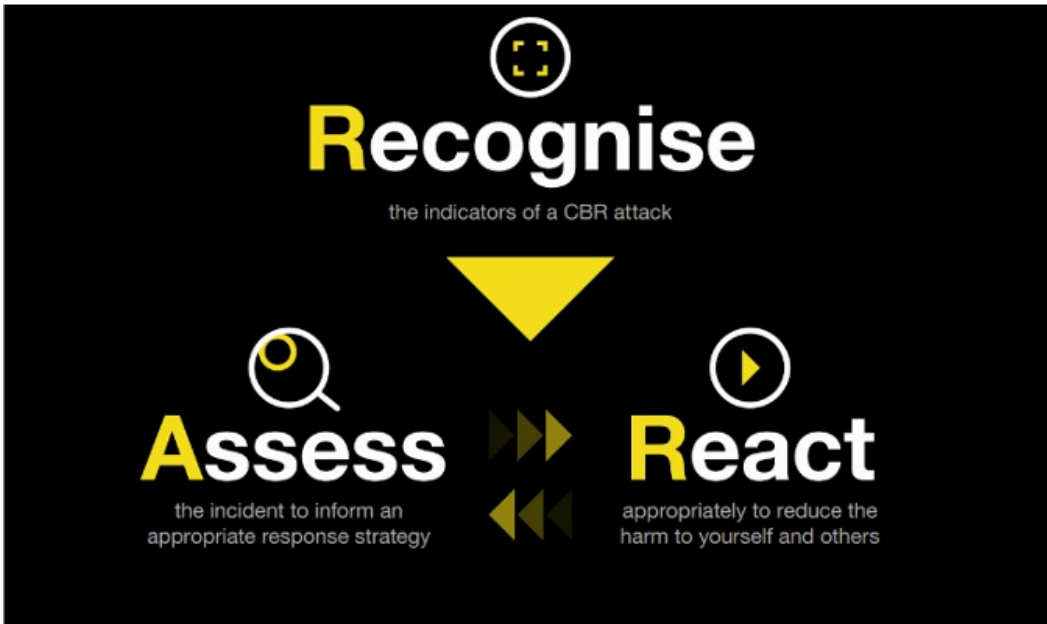 Recognise
the indicators of a CBR attack
Assess
the incident to inform an
appropriate response strategy
React
appropriately to reduce the
harm to yourself and others